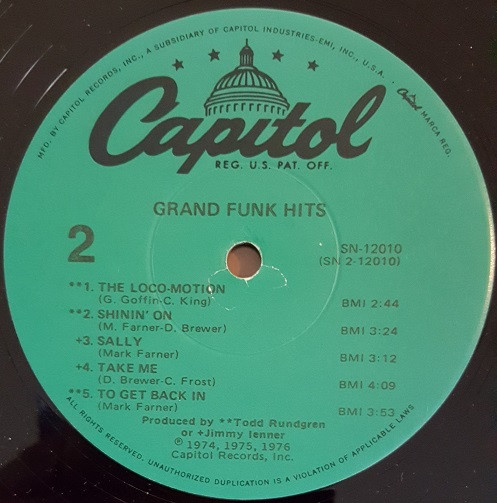 MFD. BY CAPITOL RECORDS, INC., A SUBSIDIARY OF CAPITOL INDUSTRIES-EMI, INC., U.S.A. . Capitol MARCA REG.
Capitol
REG. U.S. PAT. OFF.
GRAND FUNK HITS
2
SN-12010
(SN 2-12010)
**1. THE LOCO-MOTION
(G. Goffin-C. King) BMI 2:44
**2. SHININ' ON
(M. Farner-D. Brewer) BMI 3:24
+3. SALLY
(Mark Farner) BMI 3:12
+4. TAKE ME
(D. Brewer-C. Frost) BMI 4:09
**5. TO GET BACK IN
(Mark Farner) BMI 3:53
Produced by **Todd Rundgren
or +Jimmy Ienner
℗ 1974, 1975, 1976
Capitol Records, Inc.
ALL RIGHTS RESERVED. UNAUTHORIZED DUPLICATION IS A VIOLATION OF APPLICABLE LAWS